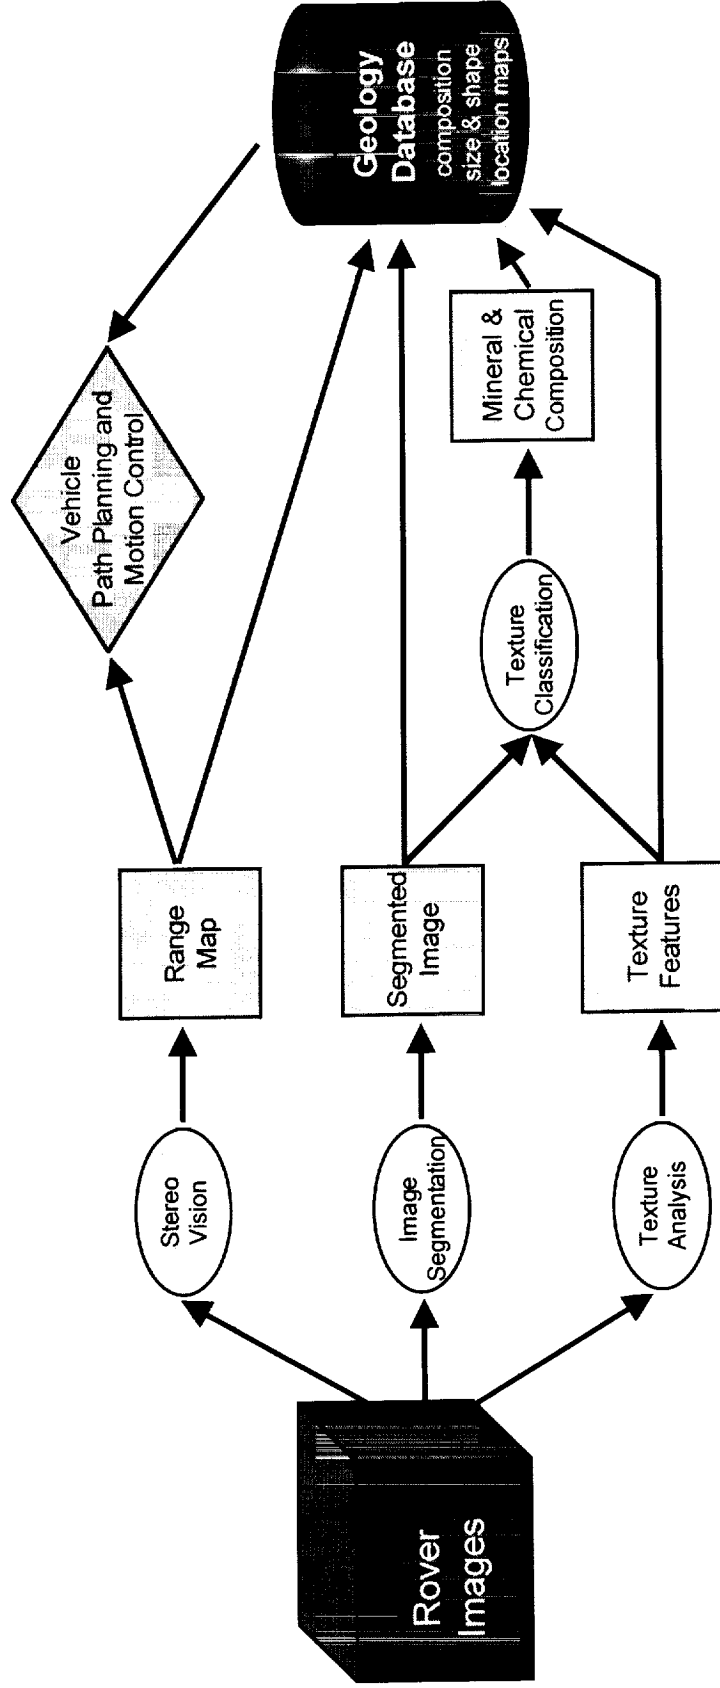 Rover
Images
Stereo
Vision
Image
Segmentation
Texture
Analysis
Range
Map
Segmented
Image
Texture
Features
Vehicle
Path Planning and
Motion Control
Texture
Classification
Mineral &
Chemical
Composition
Geology
Database
composition
size & shape
location maps